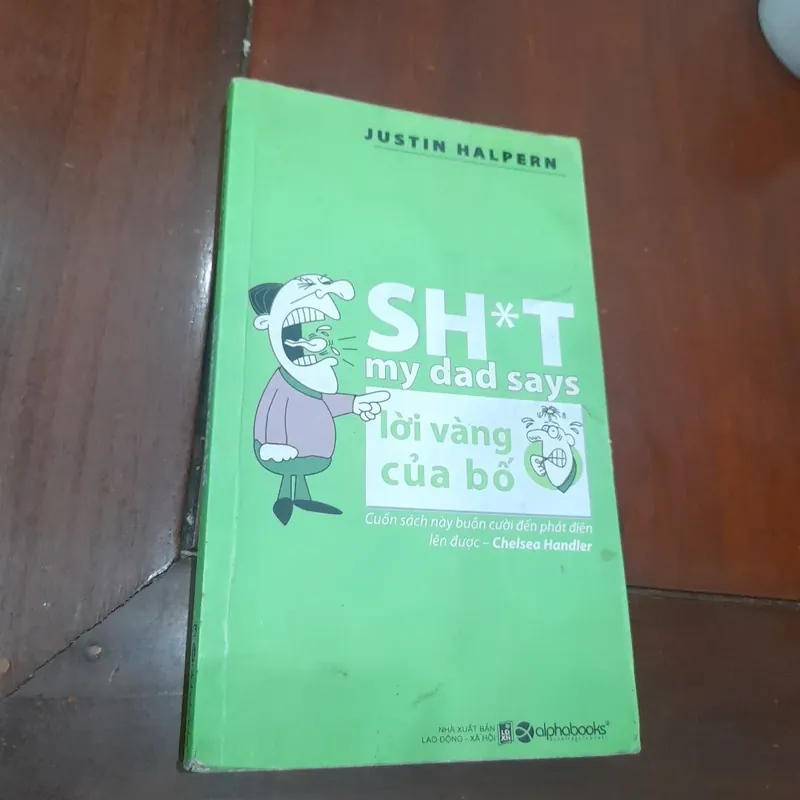 JUSTIN HALPERN
SH*T
my dad says
lời vàng
của bố
Cuốn sách này buồn cười đến phát điên
lên được – Chelsea Handler
NHÀ XUẤT BẢN
LAO ĐỘNG - XÃ HỘI
alphabooks®